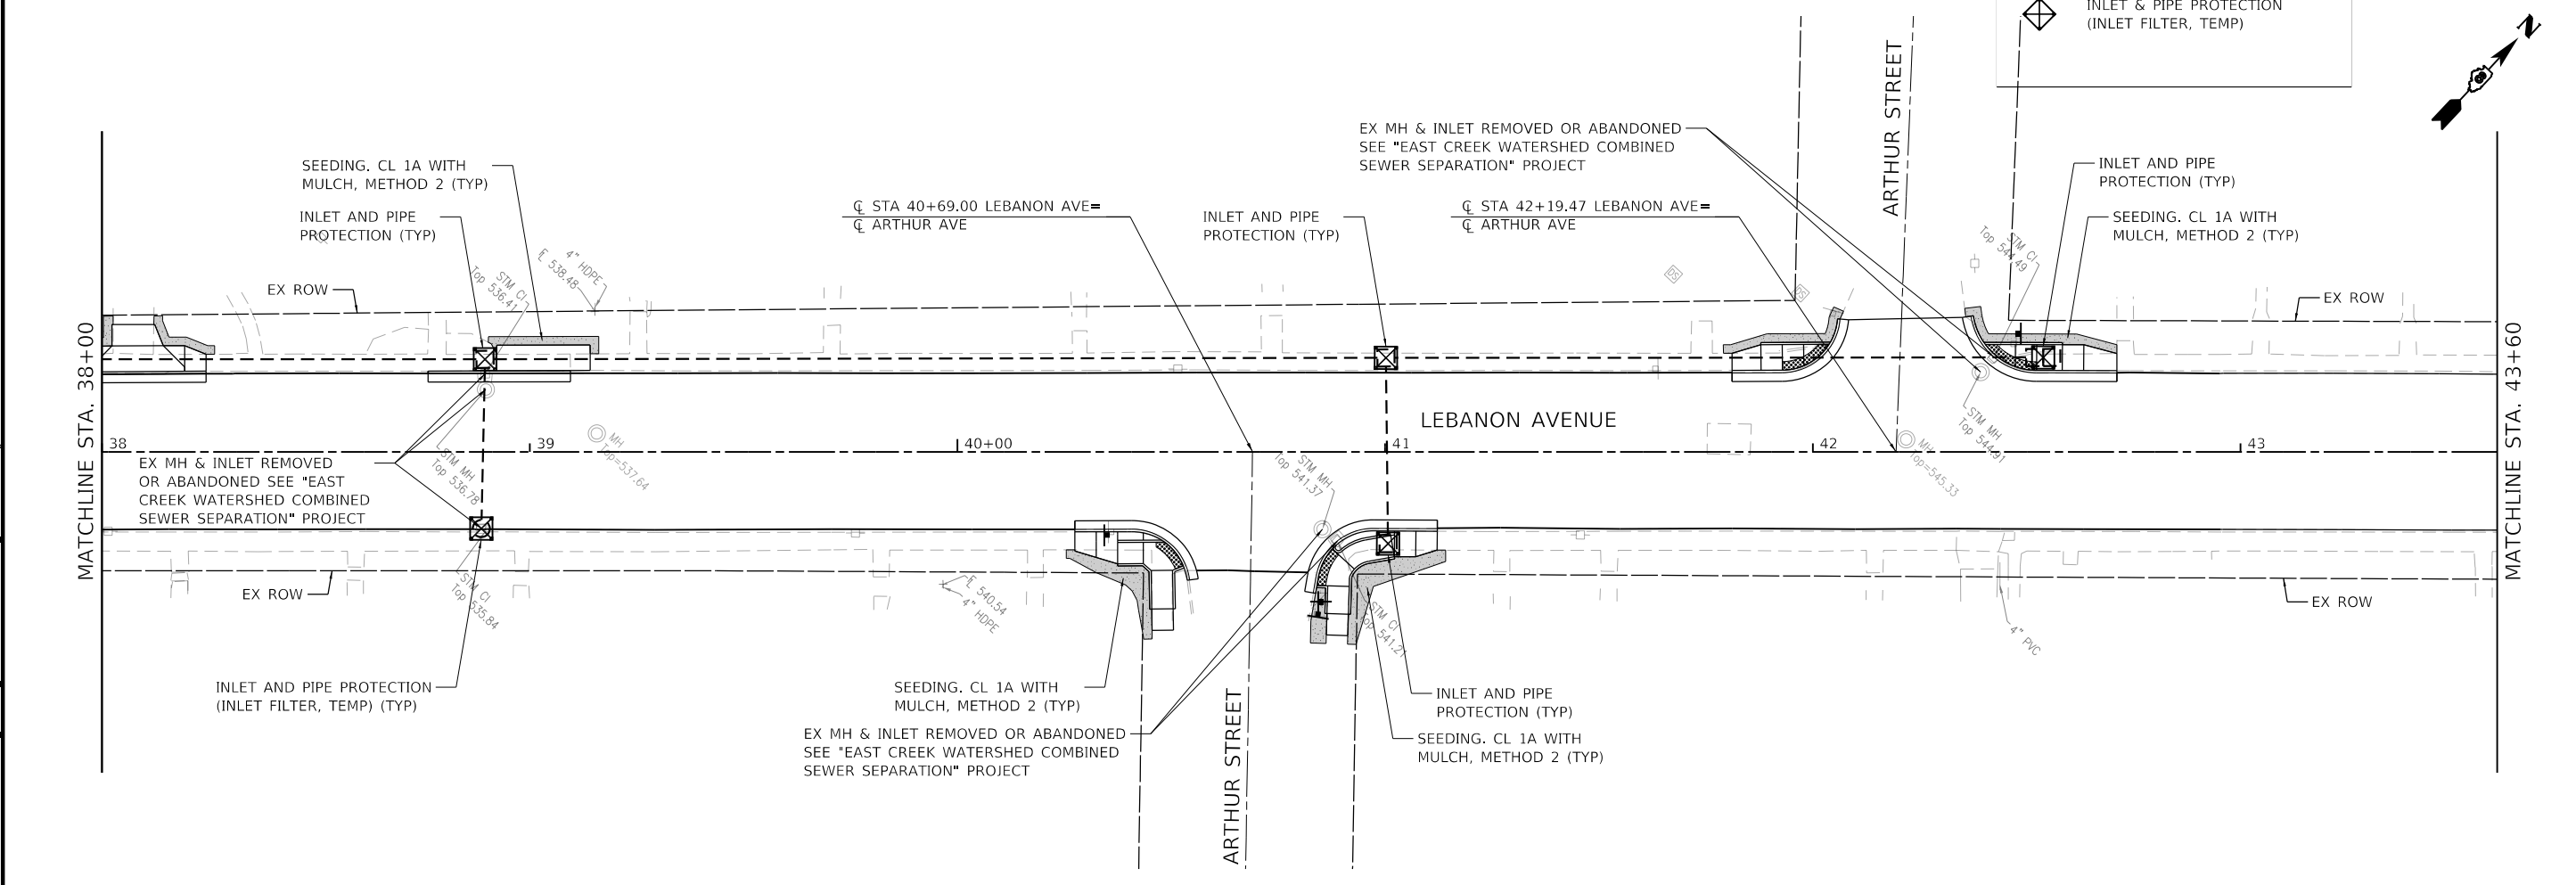 INLET & PIPE PROTECTION
(INLET FILTER, TEMP)
N
ARTHUR STREET
EX MH & INLET REMOVED OR ABANDONED
SEE "EAST CREEK WATERSHED COMBINED
SEWER SEPARATION" PROJECT
SEEDING. CL 1A WITH
MULCH, METHOD 2 (TYP)
INLET AND PIPE
PROTECTION (TYP)
INLET AND PIPE
PROTECTION (TYP)
℄ STA 40+69.00 LEBANON AVE=
℄ ARTHUR AVE
INLET AND PIPE
PROTECTION (TYP)
℄ STA 42+19.47 LEBANON AVE=
℄ ARTHUR AVE
SEEDING. CL 1A WITH
MULCH, METHOD 2 (TYP)
STM CI
Top 536.41
4" HDPE
℄ 538.48
STM CI
Top 544.49
DS
DS
EX ROW
EX ROW
MATCHLINE STA. 38+00
MATCHLINE STA. 43+60
LEBANON AVENUE
38
39
40+00
41
42
43
EX MH & INLET REMOVED
OR ABANDONED SEE "EAST
CREEK WATERSHED COMBINED
SEWER SEPARATION" PROJECT
STM MH
Top 536.78
MH
Top=537.64
STM MH
Top 541.37
MH
Top=545.33
STM MH
Top 544.91
EX ROW
STM CI
Top 535.84
℄ 540.54
4" HDPE
STM CI
Top 541.21
4" PVC
EX ROW
INLET AND PIPE PROTECTION
(INLET FILTER, TEMP) (TYP)
SEEDING. CL 1A WITH
MULCH, METHOD 2 (TYP)
EX MH & INLET REMOVED OR ABANDONED
SEE "EAST CREEK WATERSHED COMBINED
SEWER SEPARATION" PROJECT
ARTHUR STREET
INLET AND PIPE
PROTECTION (TYP)
SEEDING. CL 1A WITH
MULCH, METHOD 2 (TYP)